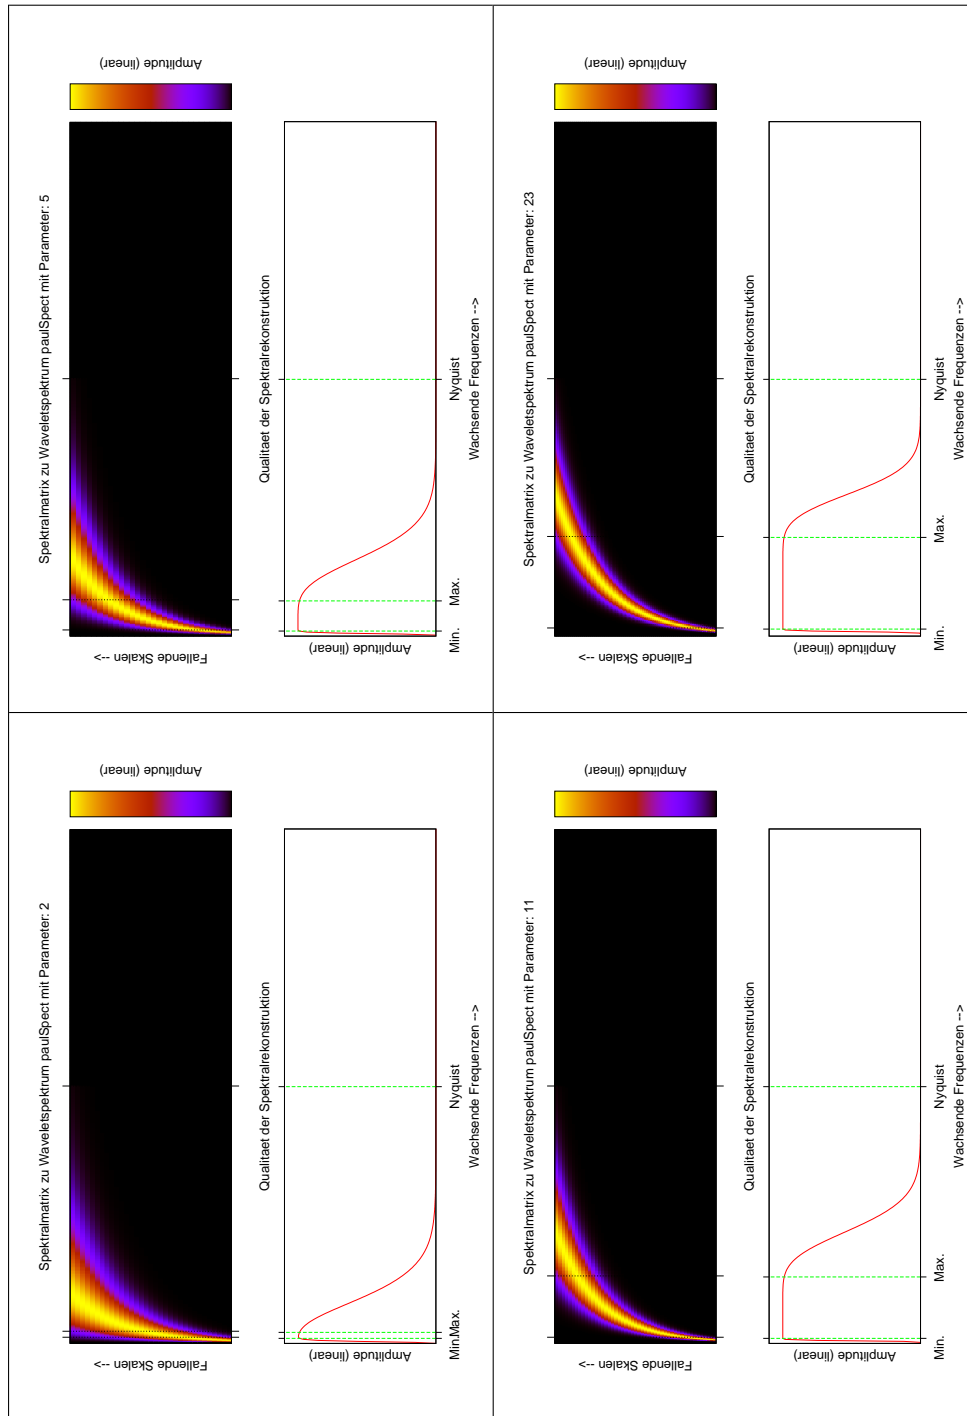 Spektralmatrix zu Waveletspektrum paulSpect mit Parameter: 2
Fallende Skalen -->
Amplitude (linear)
Qualitaet der Spektralrekonstruktion
Amplitude (linear)
Min.
Max.
Nyquist
Wachsende Frequenzen -->
Spektralmatrix zu Waveletspektrum paulSpect mit Parameter: 5
Fallende Skalen -->
Amplitude (linear)
Qualitaet der Spektralrekonstruktion
Amplitude (linear)
Min.
Max.
Nyquist
Wachsende Frequenzen -->
Spektralmatrix zu Waveletspektrum paulSpect mit Parameter: 11
Fallende Skalen -->
Amplitude (linear)
Qualitaet der Spektralrekonstruktion
Amplitude (linear)
Min.
Max.
Nyquist
Wachsende Frequenzen -->
Spektralmatrix zu Waveletspektrum paulSpect mit Parameter: 23
Fallende Skalen -->
Amplitude (linear)
Qualitaet der Spektralrekonstruktion
Amplitude (linear)
Min.
Max.
Nyquist
Wachsende Frequenzen -->